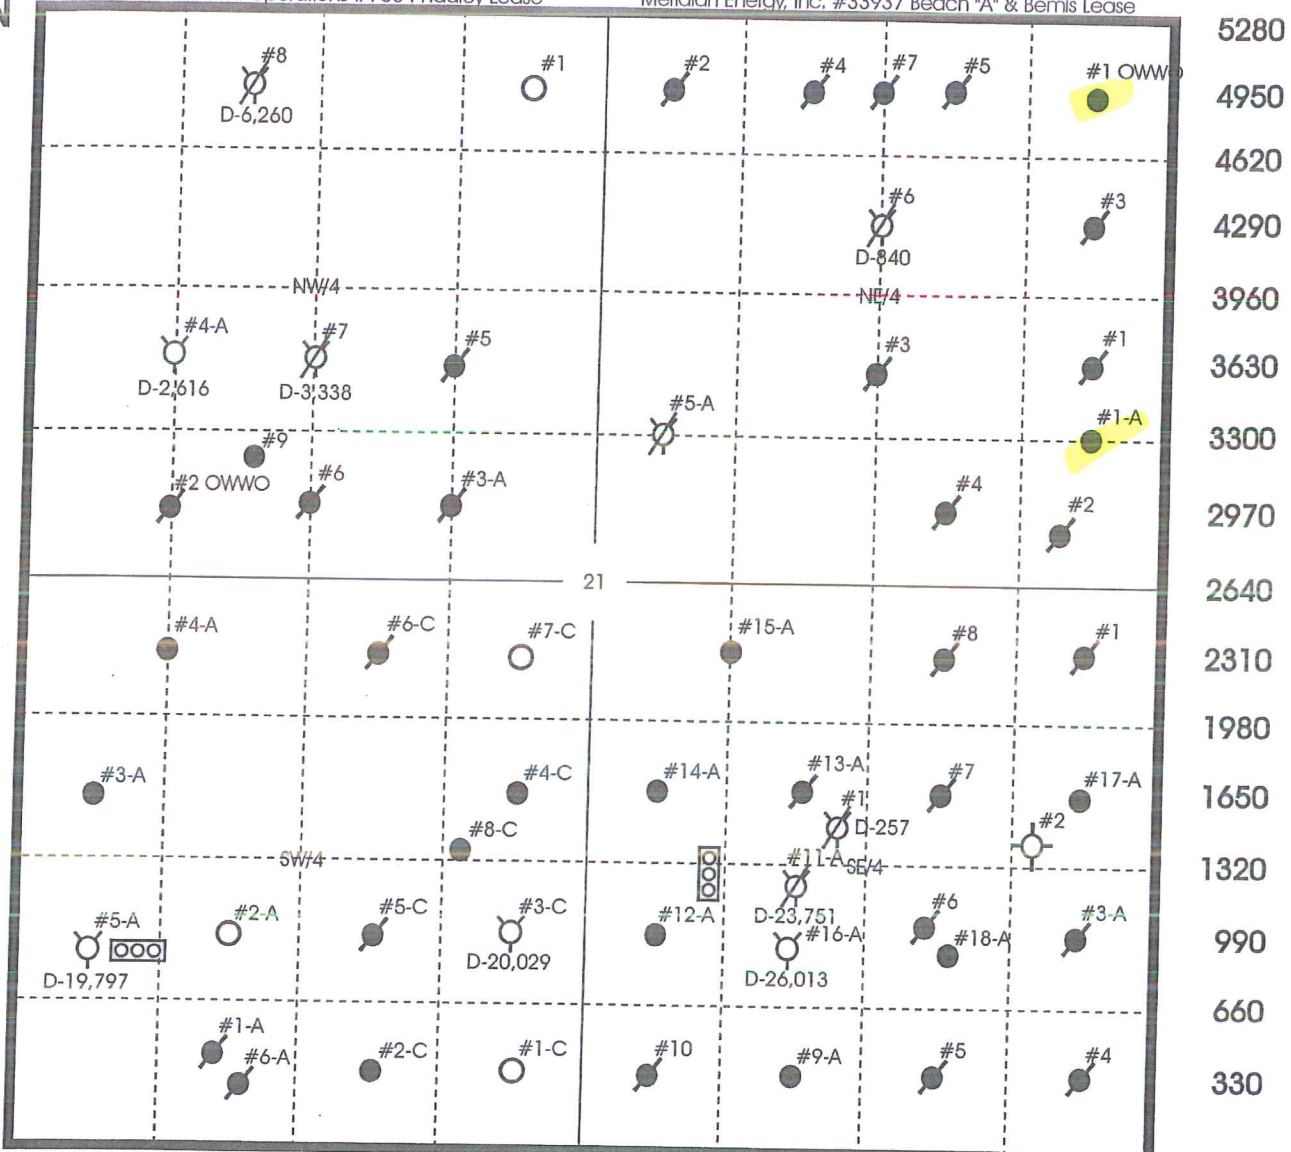 Meridian Energy, Inc. #33937 Beach "A" & Bemis Lease
5280
#8
#1
#2
#4
#7
#5
#1 OWWO
4950
D-6,260
4620
#6
#3
4290
D-840
NW/4
NE/4
3960
#4-A
#7
#5
#3
#1
3630
D-2,616
D-3,338
#5-A
#1-A
3300
#9
#2 OWWO
#6
#3-A
#4
#2
2970
21
2640
#4-A
#6-C
#7-C
#15-A
#8
#1
2310
1980
#3-A
#4-C
#14-A
#13-A
#7
#17-A
1650
#1
D-257
#2
#8-C
SW/4
#11-A
SE/4
1320
#5-A
#2-A
#5-C
#3-C
#12-A
D-23,751
#6
#3-A
990
#16-A
#18-A
D-19,797
D-20,029
D-26,013
660
#1-A
#6-A
#2-C
#1-C
#10
#9-A
#5
#4
330